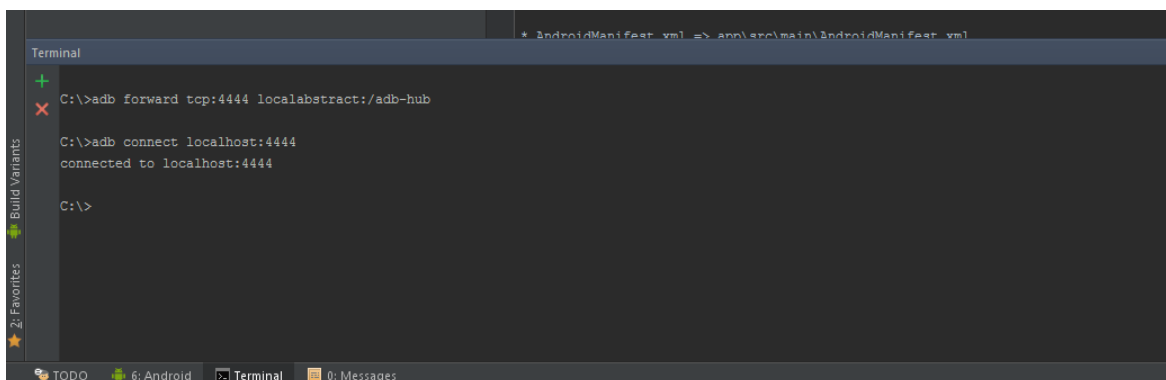 * AndroidManifest.xml => app\src\main\AndroidManifest.xml
Terminal
C:\>adb forward tcp:4444 localabstract:/adb-hub
C:\>adb connect localhost:4444
connected to localhost:4444
C:\>
Build Variants
2: Favorites
TODO
6: Android
Terminal
0: Messages